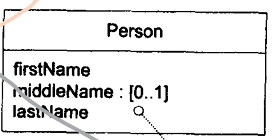 Person
firstName
middleName : [0..1]
lastName